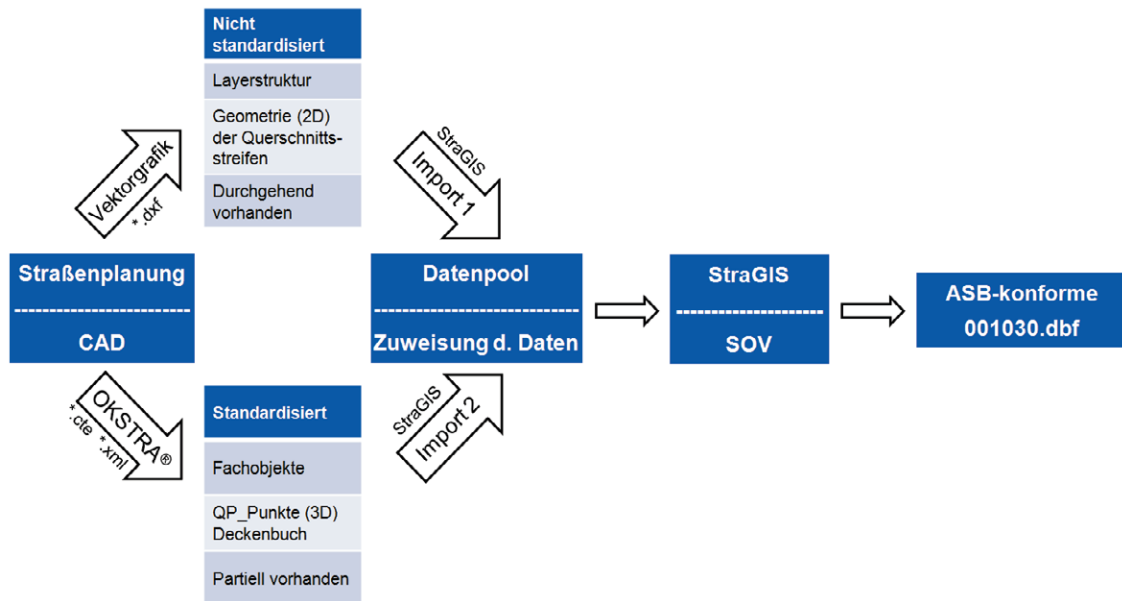 Nicht
standardisiert
Layerstruktur
Geometrie (2D)
der Querschnitts-
streifen
Durchgehend
vorhanden
Vektorgrafik
*.dxf
StraGIS
Import 1
Straßenplanung
CAD
Datenpool
Zuweisung d. Daten
StraGIS
SOV
ASB-konforme
001030.dbf
OKSTRA®
*.cte *.xml
Standardisiert
Fachobjekte
QP_Punkte (3D)
Deckenbuch
Partiell vorhanden
StraGIS
Import 2